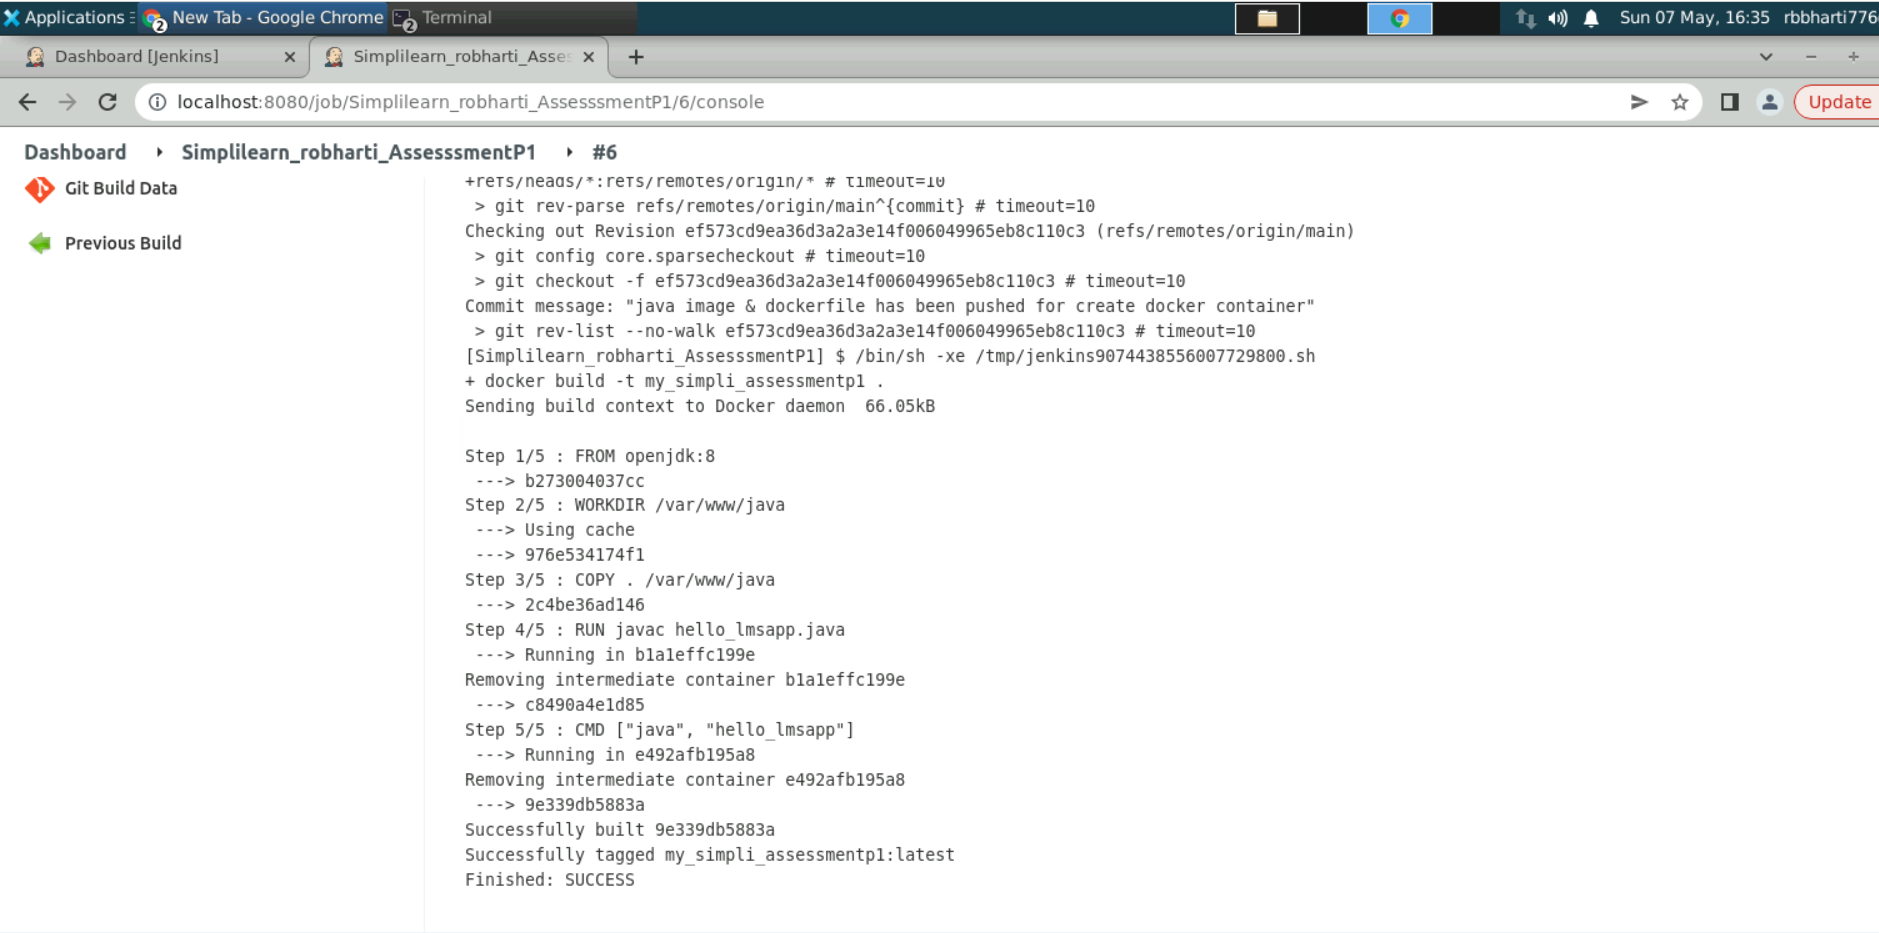 Applications
New Tab - Google Chrome
Terminal
Sun 07 May, 16:35
rbbharti776
Dashboard [Jenkins]
Simplilearn_robharti_Asses
localhost:8080/job/Simplilearn_robharti_AssesssmentP1/6/console
Update
Dashboard
Simplilearn_robharti_AssesssmentP1
#6
Git Build Data
Previous Build
+refs/heads/*:refs/remotes/origin/* # timeout=10
> git rev-parse refs/remotes/origin/main^{commit} # timeout=10
Checking out Revision ef573cd9ea36d3a2a3e14f006049965eb8c110c3 (refs/remotes/origin/main)
> git config core.sparsecheckout # timeout=10
> git checkout -f ef573cd9ea36d3a2a3e14f006049965eb8c110c3 # timeout=10
Commit message: "java image & dockerfile has been pushed for create docker container"
> git rev-list --no-walk ef573cd9ea36d3a2a3e14f006049965eb8c110c3 # timeout=10
[Simplilearn_robharti_AssesssmentP1] $ /bin/sh -xe /tmp/jenkins9074438556007729800.sh
+ docker build -t my_simpli_assessmentp1 .
Sending build context to Docker daemon  66.05kB
Step 1/5 : FROM openjdk:8
---> b273004037cc
Step 2/5 : WORKDIR /var/www/java
---> Using cache
---> 976e534174f1
Step 3/5 : COPY . /var/www/java
---> 2c4be36ad146
Step 4/5 : RUN javac hello_lmsapp.java
---> Running in b1a1effc199e
Removing intermediate container b1a1effc199e
---> c8490a4e1d85
Step 5/5 : CMD ["java", "hello_lmsapp"]
---> Running in e492afb195a8
Removing intermediate container e492afb195a8
---> 9e339db5883a
Successfully built 9e339db5883a
Successfully tagged my_simpli_assessmentp1:latest
Finished: SUCCESS